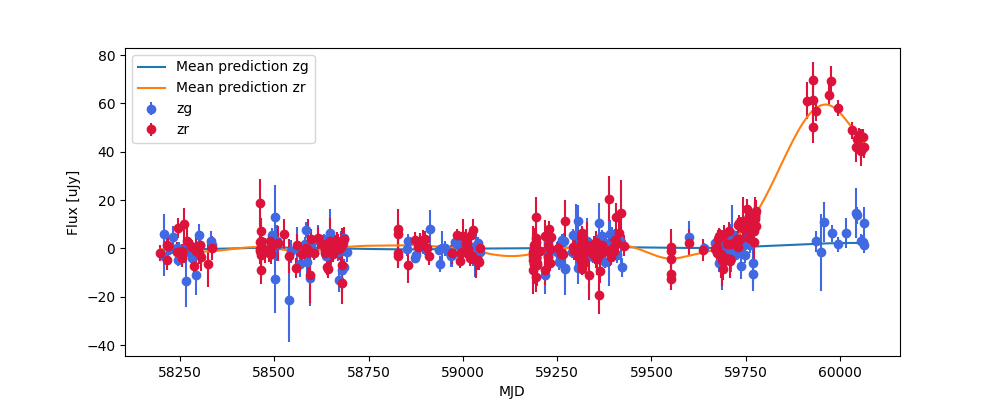 Mean prediction zg
Mean prediction zr
zg
zr
Flux [uJy]
80
60
40
20
0
−20
−40
58250
58500
58750
59000
59250
59500
59750
60000
MJD